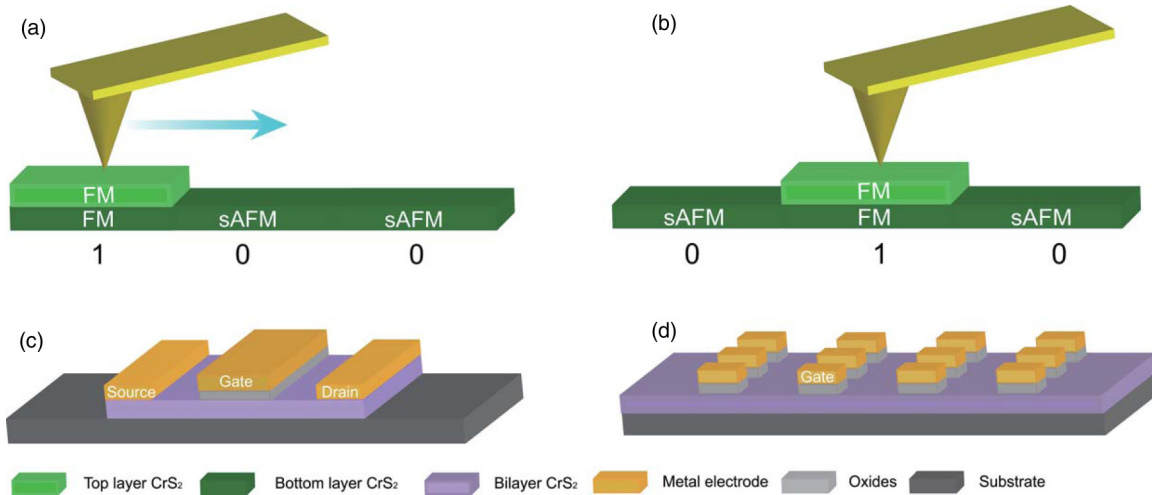 (a)
FM
FM sAFM sAFM
1 0 0
(b)
FM
sAFM FM sAFM
0 1 0
(c)
Source Gate Drain
(d)
Gate
Top layer CrS₂ Bottom layer CrS₂ Bilayer CrS₂ Metal electrode Oxides Substrate